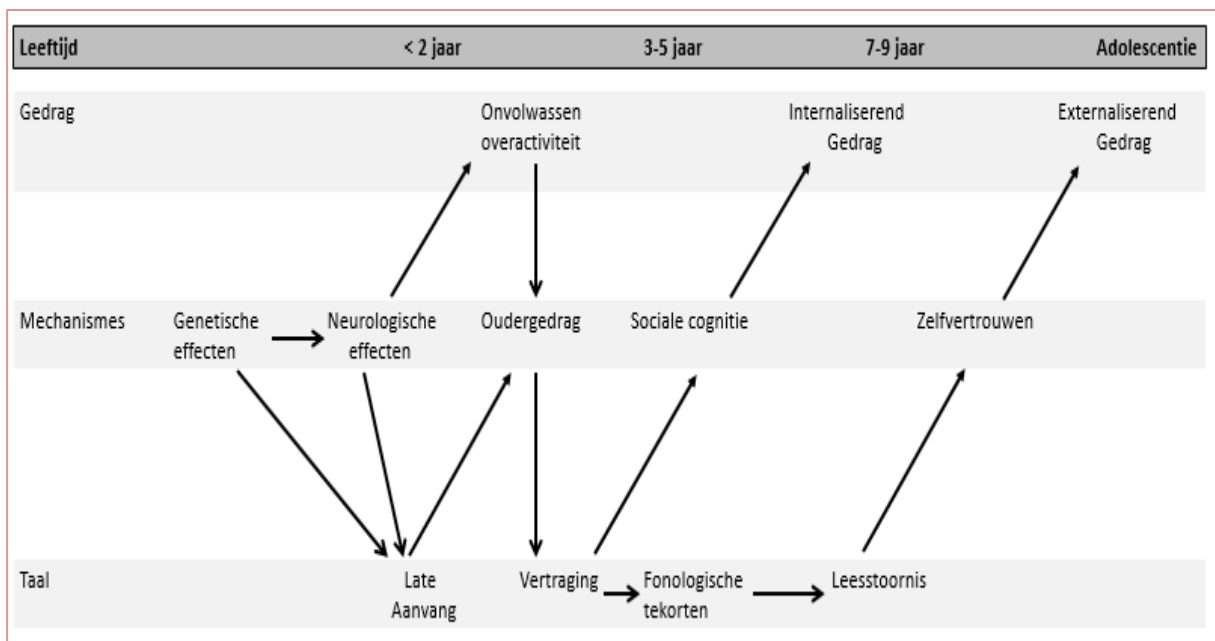 Leeftijd < 2 jaar 3-5 jaar 7-9 jaar Adolescentie
Gedrag Onvolwassen Internaliserend Externaliserend
overactiviteit Gedrag Gedrag
Mechanismes Genetische Neurologische Oudergedrag Sociale cognitie Zelfvertrouwen
effecten effecten
Taal Late Vertraging Fonologische Leesstoornis
Aanvang tekorten